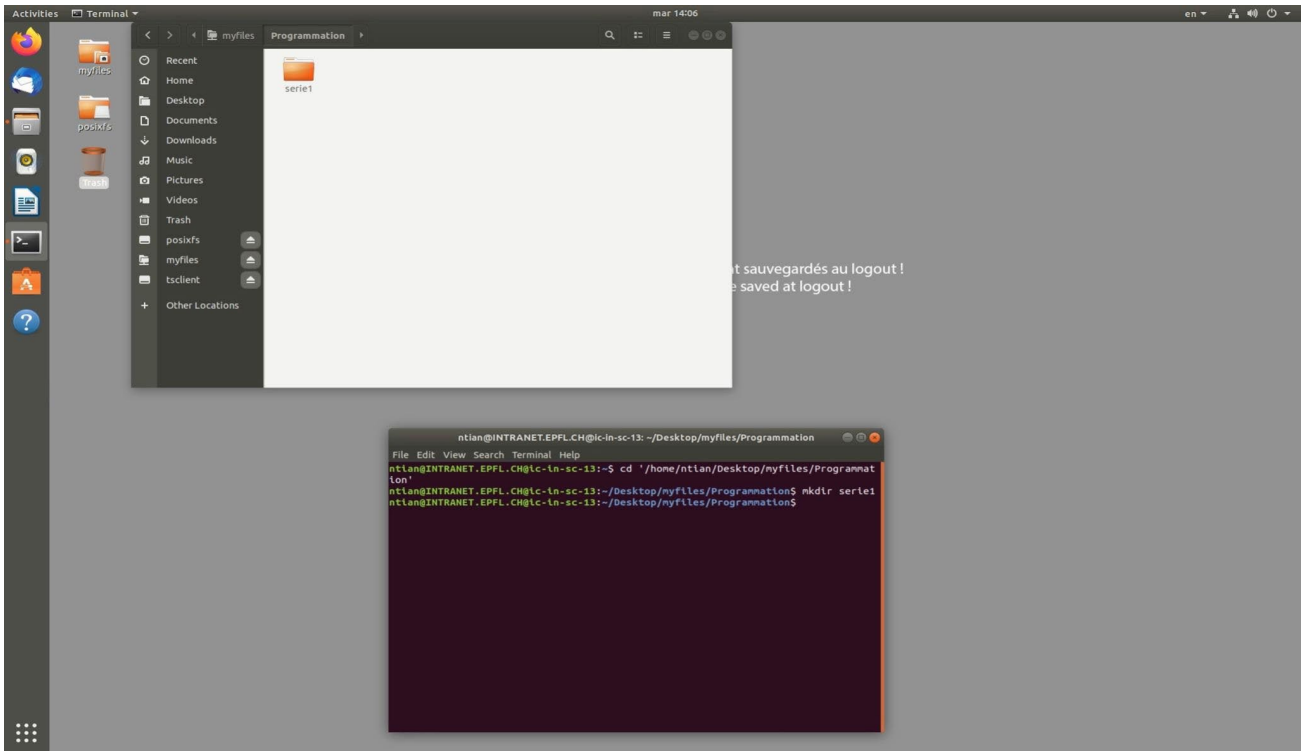 Activities Terminal mar 14:06 en
myfiles
posixfs
Trash
myfiles Programmation
Recent
Home
Desktop
Documents
Downloads
Music
Pictures
Videos
Trash
posixfs
myfiles
tsclient
Other Locations
serie1
t sauvegardés au logout !
e saved at logout !
ntian@INTRANET.EPFL.CH@ic-in-sc-13: ~/Desktop/myfiles/Programmation
File Edit View Search Terminal Help
ntian@INTRANET.EPFL.CH@ic-in-sc-13:~$ cd '/home/ntian/Desktop/myfiles/Programmat
ion'
ntian@INTRANET.EPFL.CH@ic-in-sc-13:~/Desktop/myfiles/Programmation$ mkdir serie1
ntian@INTRANET.EPFL.CH@ic-in-sc-13:~/Desktop/myfiles/Programmation$